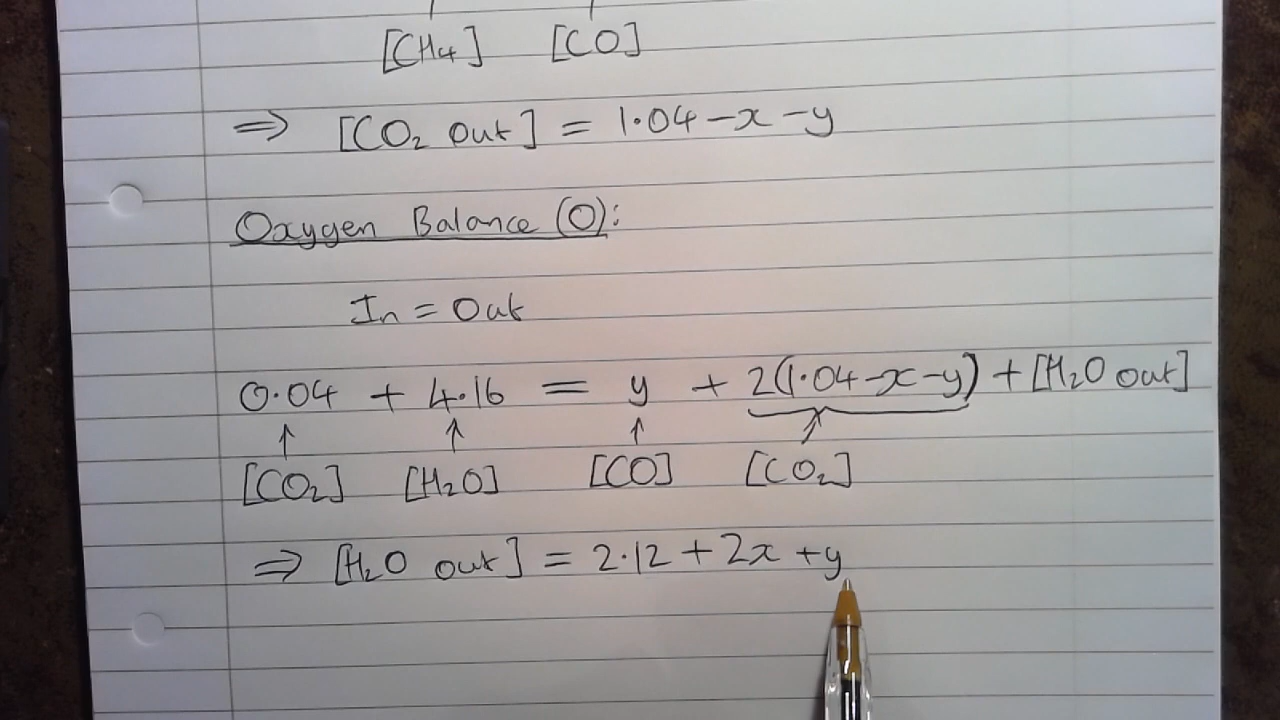 [CH₄] [CO]
⇒ [CO₂ out] = 1·04 - x - y
Oxygen Balance (O):
In = Out
0·04 + 4·16 = y + 2(1·04-x-y) + [H₂O out]
↑ ↑ ↑ ↑
[CO₂] [H₂O] [CO] [CO₂]
⇒ [H₂O out] = 2·12 + 2x + y